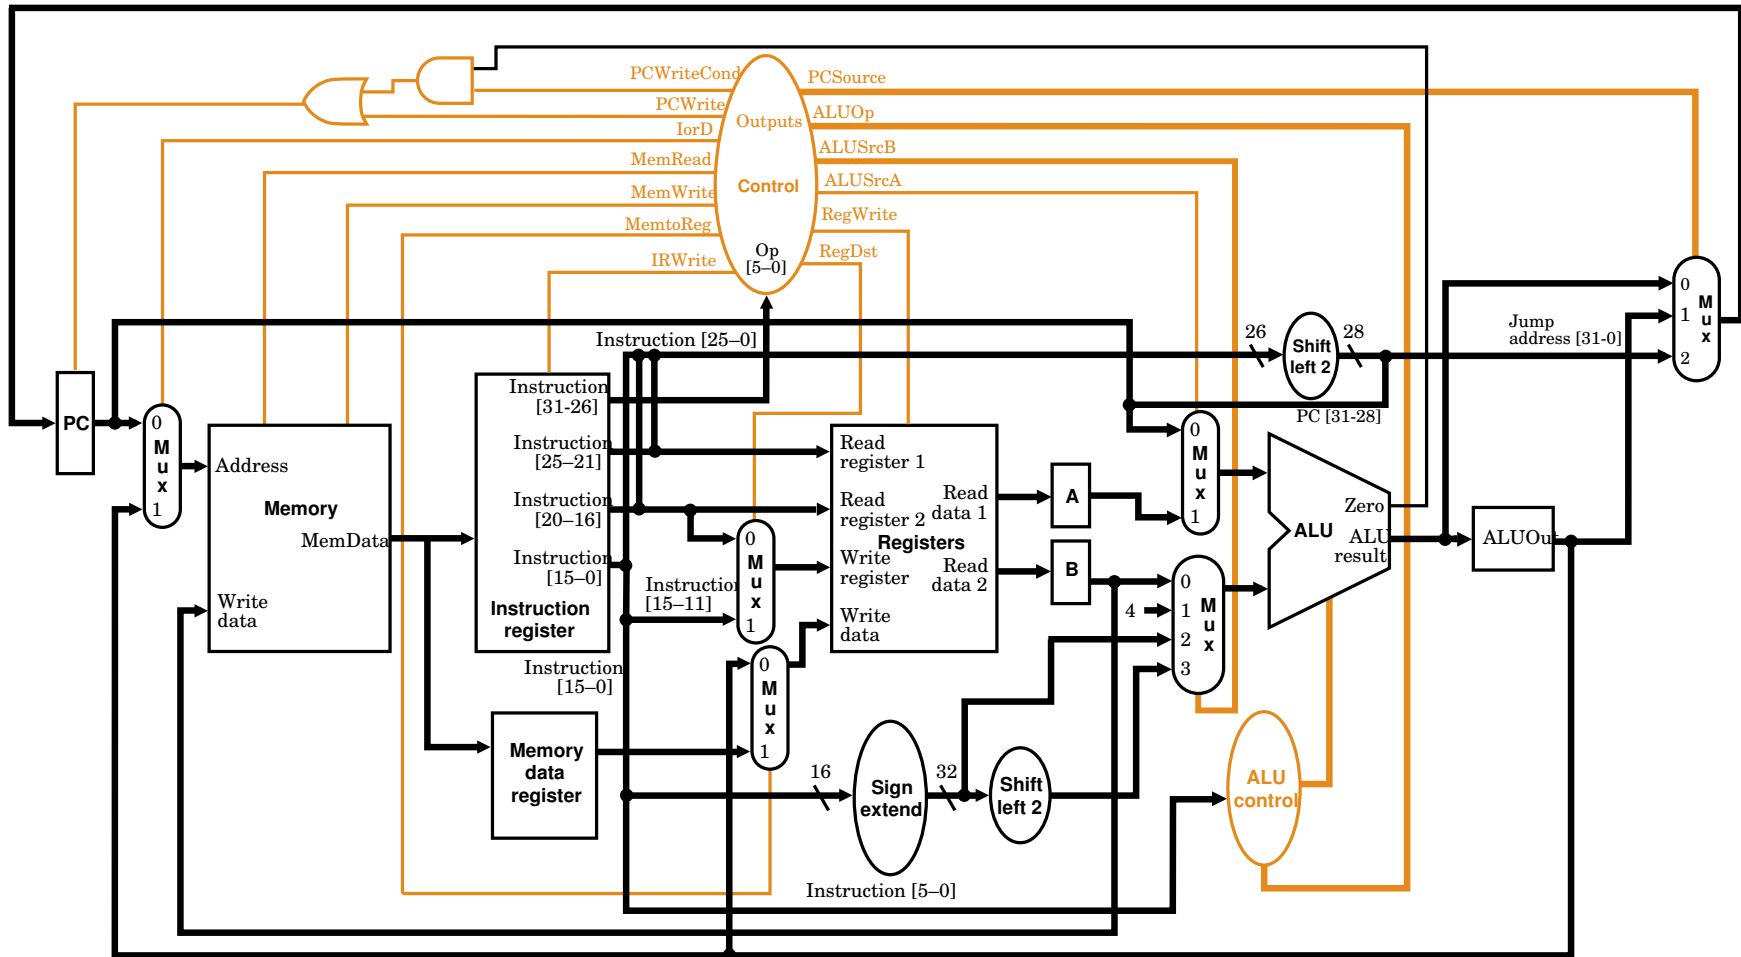 PCWriteCond
PCWrite
IorD
MemRead
MemWrite
MemtoReg
IRWrite
Outputs
Control
Op
[5–0]
PCSource
ALUOp
ALUSrcB
ALUSrcA
RegWrite
RegDst
PC
0
M
u
x
1
Address
Memory
MemData
Write
data
Instruction [25–0]
Instruction
[31-26]
Instruction
[25–21]
Instruction
[20–16]
Instruction
[15–0]
Instruction
register
Instruction
[15–0]
Memory
data
register
Instruction
[15–11]
0
M
u
x
1
0
M
u
x
1
Read
register 1
Read
register 2
Registers
Write
register
Write
data
Read
data 1
Read
data 2
16
Sign
extend
32
Shift
left 2
Instruction [5–0]
A
B
4
0
M
u
x
1
0
1
2
3
M
u
x
26
Shift
left 2
28
PC [31-28]
Jump
address [31-0]
Zero
ALU
ALU
result
ALUOut
ALU
control
0
1
2
M
u
x